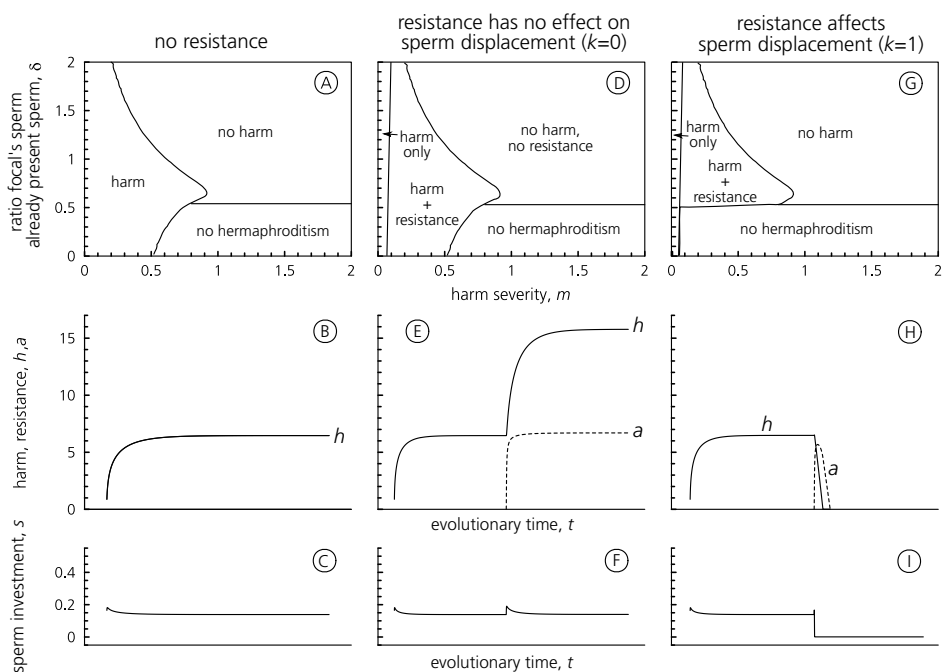 no resistance
resistance has no effect on
sperm displacement (k=0)
resistance affects
sperm displacement (k=1)
ratio focal's sperm
already present sperm, δ
2
1.5
1
0.5
0
A
no harm
harm
no hermaphroditism
0 0.5 1 1.5 2
D
harm
only
no harm,
no resistance
harm
+
resistance
no hermaphroditism
0 0.5 1 1.5 2
harm severity, m
G
harm
only
no harm
harm
+
resistance
no hermaphroditism
0 0.5 1 1.5 2
harm, resistance, h,a
15
10
5
0
B
h
E
h
a
evolutionary time, t
H
h
a
sperm investment, s
0.4
0.2
0
C
F
I
evolutionary time, t